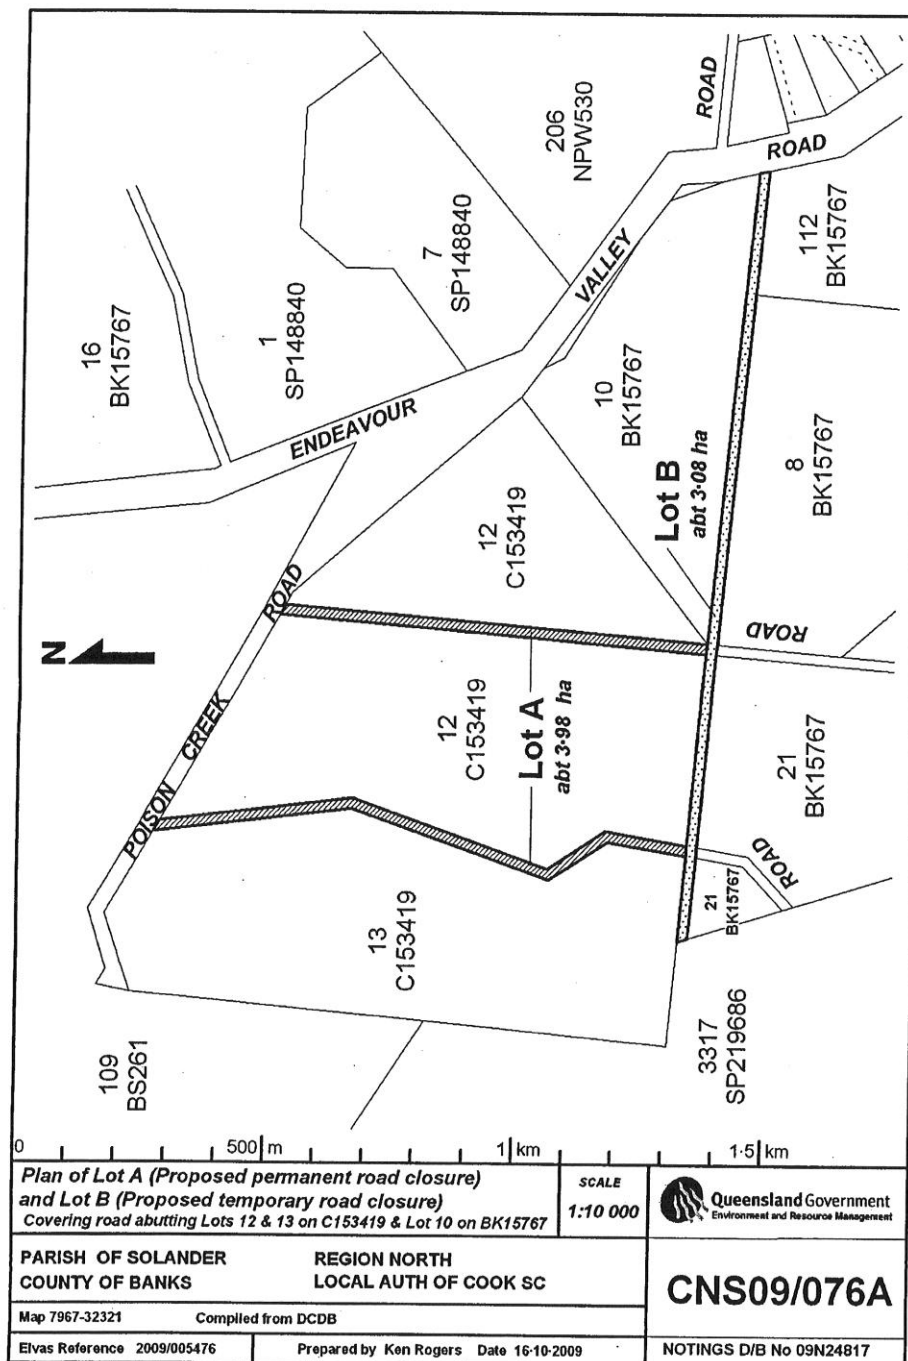 16
BK15767
1
SP148840
7
SP148840
206
NPW530
ROAD
ROAD
VALLEY
ENDEAVOUR
112
BK15767
10
BK15767
8
BK15767
Lot B
abt 3·08 ha
12
C153419
ROAD
POISON CREEK ROAD
N
12
C153419
Lot A
abt 3·98 ha
21
BK15767
ROAD
21
BK15767
13
C153419
109
BS261
3317
SP219686
0 500 m 1 km 1·5 km
Plan of Lot A (Proposed permanent road closure)
and Lot B (Proposed temporary road closure)
Covering road abutting Lots 12 & 13 on C153419 & Lot 10 on BK15767
SCALE
1:10 000
Queensland Government
Environment and Resource Management
PARISH OF SOLANDER REGION NORTH
COUNTY OF BANKS LOCAL AUTH OF COOK SC
CNS09/076A
Map 7967-32321 Compiled from DCDB
Elvas Reference 2009/005476 Prepared by Ken Rogers Date 16-10-2009
NOTINGS D/B No 09N24817